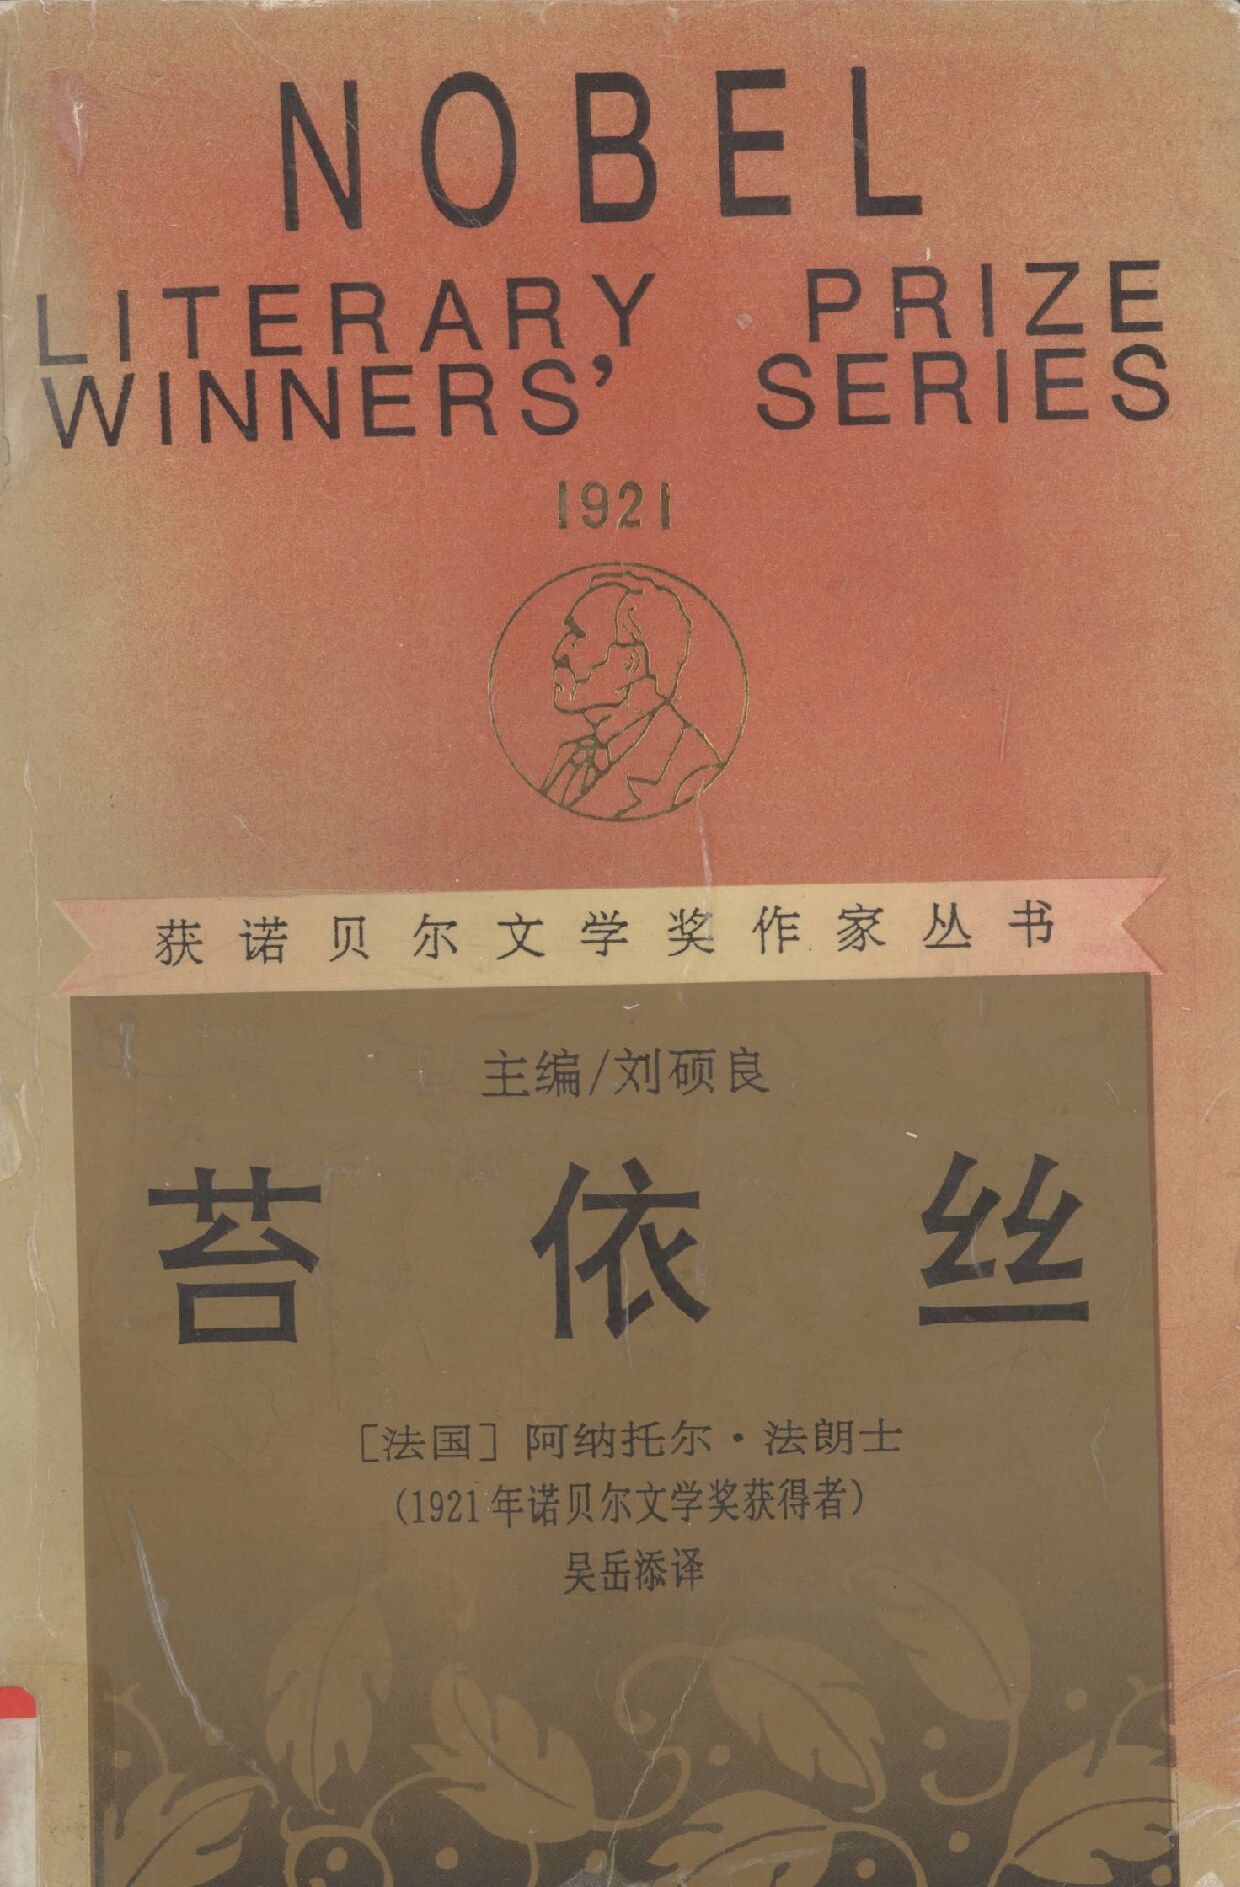 NOBEL
LITERARY PRIZE
WINNERS' SERIES
1921
获诺贝尔文学奖作家丛书
主编/刘硕良
苔依丝
[法国] 阿纳托尔·法朗士
(1921年诺贝尔文学奖获得者)
吴岳添译